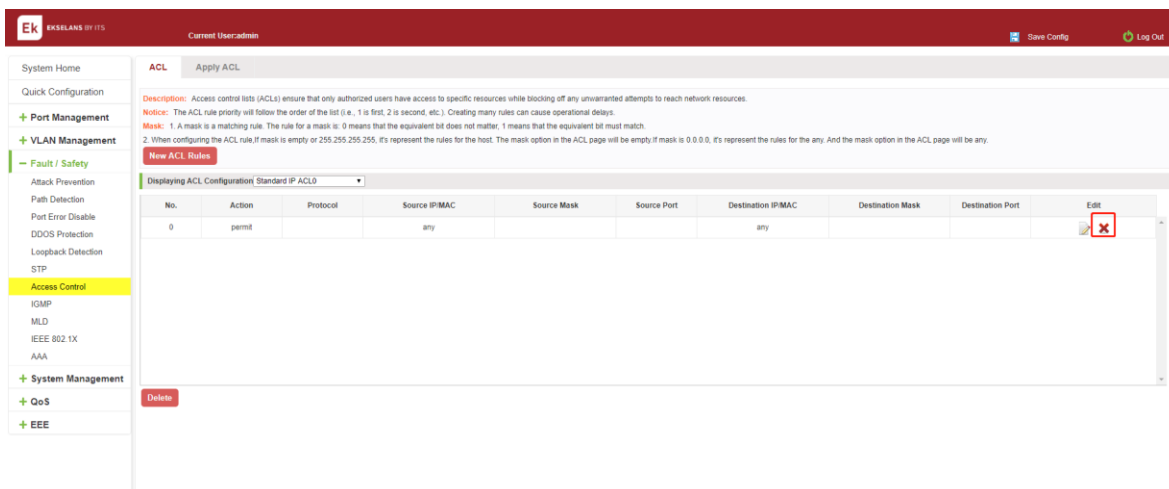 Ek EKSELANS BY ITS
Current User:admin
Save Config
Log Out
System Home
Quick Configuration
+ Port Management
+ VLAN Management
− Fault / Safety
Attack Prevention
Path Detection
Port Error Disable
DDOS Protection
Loopback Detection
STP
Access Control
IGMP
MLD
IEEE 802.1X
AAA
+ System Management
+ QoS
+ EEE
ACL Apply ACL
Description: Access control lists (ACLs) ensure that only authorized users have access to specific resources while blocking off any unwarranted attempts to reach network resources.
Notice: The ACL rule priority will follow the order of the list (i.e., 1 is first, 2 is second, etc.). Creating many rules can cause operational delays.
Mask: 1. A mask is a matching rule. The rule for a mask is: 0 means that the equivalent bit does not matter, 1 means that the equivalent bit must match.
2. When configuring the ACL rule,If mask is empty or 255.255.255.255, it's represent the rules for the host. The mask option in the ACL page will be empty.If mask is 0.0.0.0, it's represent the rules for the any. And the mask option in the ACL page will be any.
New ACL Rules
Displaying ACL Configuration Standard IP ACL0
No. Action Protocol Source IP/MAC Source Mask Source Port Destination IP/MAC Destination Mask Destination Port Edit
0 permit any any
Delete